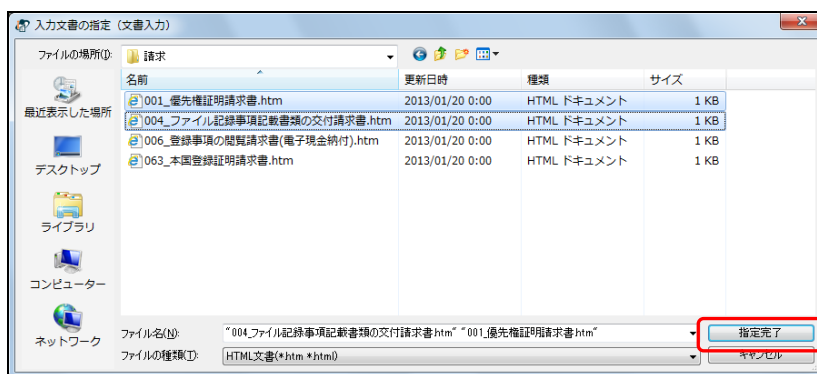 入力文書の指定（文書入力）
ファイルの場所(I): 請求
名前 更新日時 種類 サイズ
001_優先権証明請求書.htm 2013/01/20 0:00 HTML ドキュメント 1 KB
004_ファイル記録事項記載書類の交付請求書.htm 2013/01/20 0:00 HTML ドキュメント 1 KB
006_登録事項の閲覧請求書(電子現金納付).htm 2013/01/20 0:00 HTML ドキュメント 1 KB
063_本国登録証明請求書.htm 2013/01/20 0:00 HTML ドキュメント 1 KB
最近表示した場所
デスクトップ
ライブラリ
コンピューター
ネットワーク
ファイル名(N): "004_ファイル記録事項記載書類の交付請求書.htm" "001_優先権証明請求書.htm" 指定完了
ファイルの種類(T): HTML文書(*.htm *.html) キャンセル